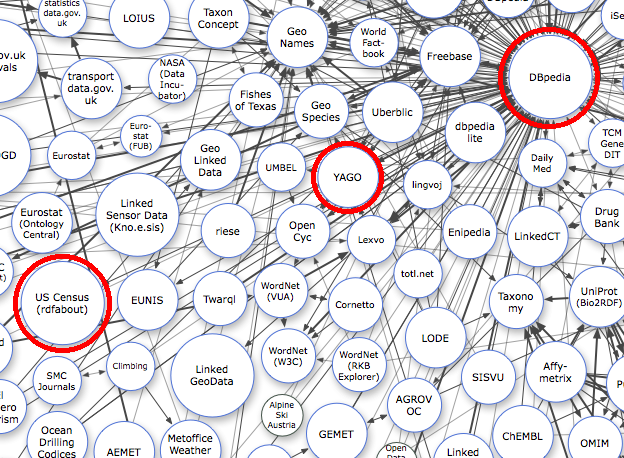 statistics
data.gov.
uk
LOIUS
Taxon
Concept
Geo
Names
World
Fact-
book
Freebase
DBpedia
ov.uk
vals
transport
data.gov.
uk
NASA
(Data
Incu-
bator)
Fishes
of Texas
Geo
Species
Uberblic
dbpedia
lite
TCM
Gene
DIT
Daily
Med
Euro-
stat
(FUB)
Eurostat
GD
Geo
Linked
Data
UMBEL
YAGO
lingvoj
Drug
Bank
Eurostat
(Ontology
Central)
Linked
Sensor Data
(Kno.e.sis)
riese
Open
Cyc
Lexvo
Enipedia
LinkedCT
totl.net
US Census
(rdfabout)
EUNIS
Twarql
WordNet
(VUA)
Cornetto
Taxono
my
UniProt
(Bio2RDF)
LODE
WordNet
(W3C)
WordNet
(RKB
Explorer)
SMC
Journals
Climbing
Linked
GeoData
SISVU
Affy-
metrix
ero
rism
Alpine
Ski
Austria
AGROV
OC
Ocean
Drilling
Codices
AEMET
Metoffice
Weather
GEMET
Open
Data
Linked
ChEMBL
OMIM